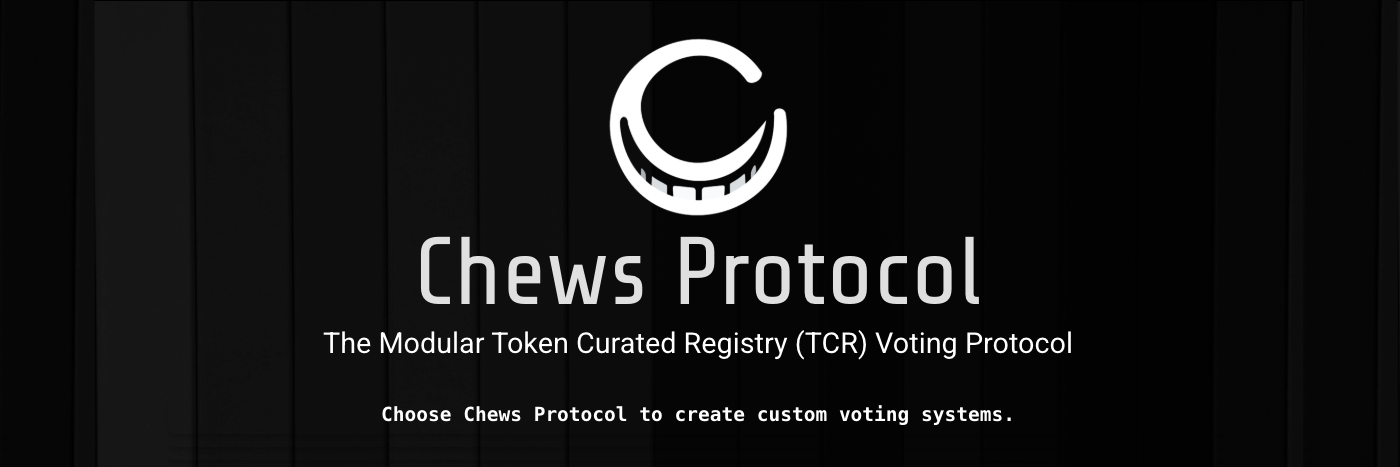 Chews Protocol
The Modular Token Curated Registry (TCR) Voting Protocol
Choose Chews Protocol to create custom voting systems.